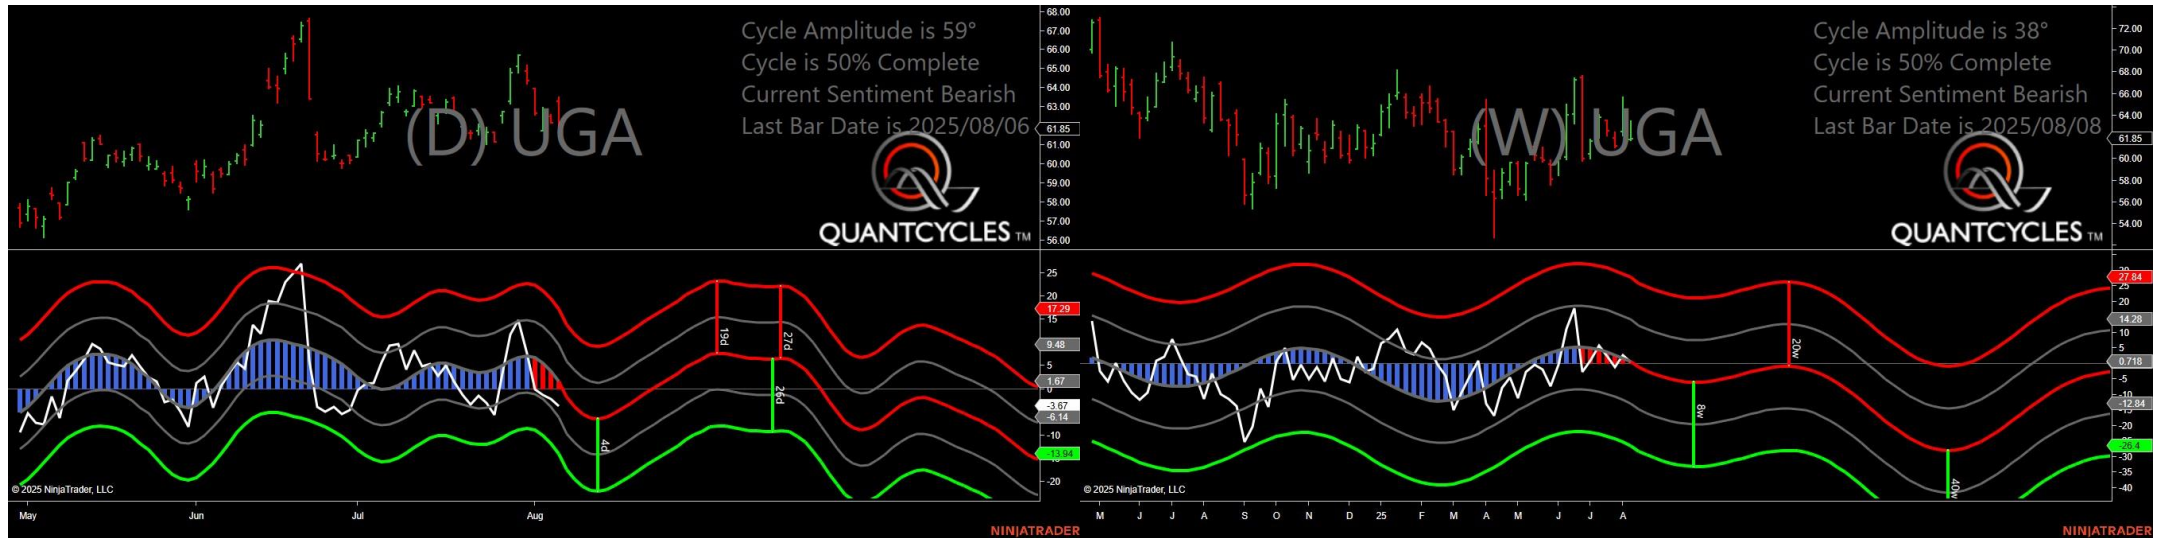 Cycle Amplitude is 59°
Cycle is 50% Complete
Current Sentiment Bearish
Last Bar Date is 2025/08/06
(D) UGA
QUANTCYCLES TM
68.00
67.00
66.00
65.00
64.00
63.00
61.85
61.00
60.00
59.00
58.00
57.00
56.00
25
20
17.29
15
9.48
5
1.67
0
-3.67
-6.14
-10
-13.94
-20
19d
27d
26d
4d
© 2025 NinjaTrader, LLC
May
Jun
Jul
Aug
NINJATRADER
Cycle Amplitude is 38°
Cycle is 50% Complete
Current Sentiment Bearish
Last Bar Date is 2025/08/08
(W) UGA
QUANTCYCLES TM
72.00
70.00
68.00
66.00
64.00
61.85
60.00
58.00
56.00
54.00
27.84
25
20
14.28
10
5
0.718
-5
-10
-12.84
-20
-26.4
-30
-35
-40
20w
8w
40w
© 2025 NinjaTrader, LLC
M
J
J
A
S
O
N
D
25
F
M
A
M
J
J
A
NINJATRADER